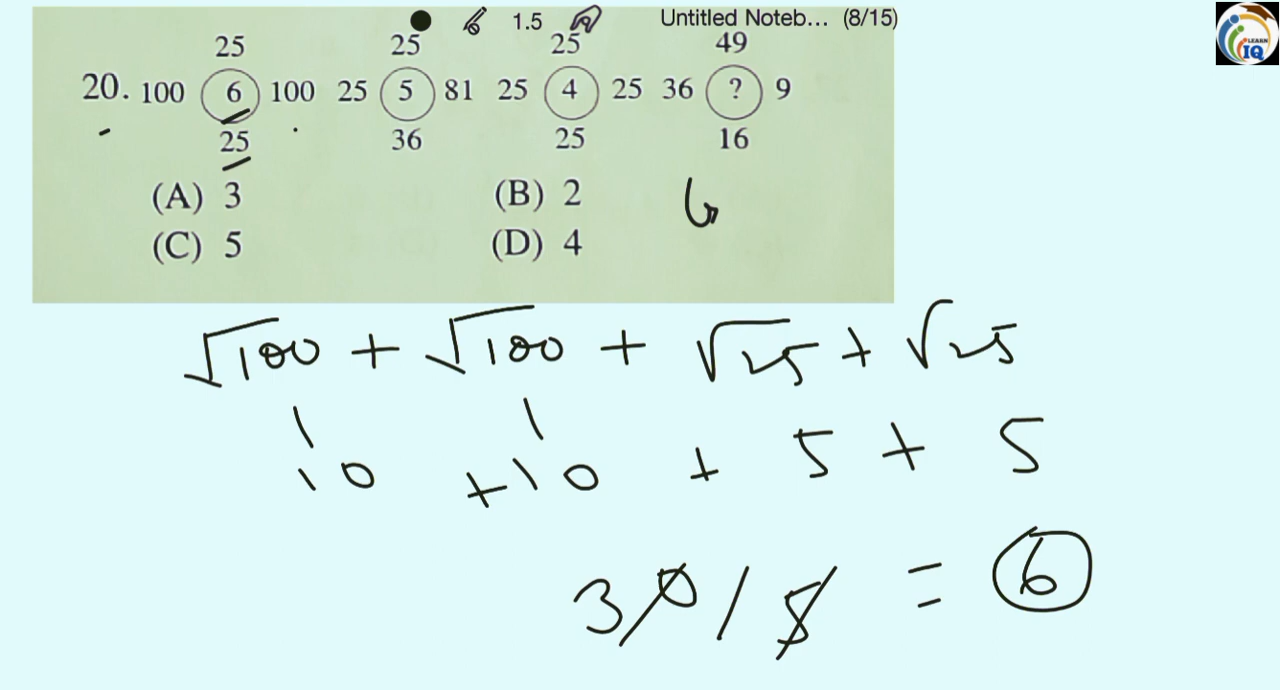 1.5 Untitled Noteb... (8/15)
25 25 25 49
20. 100 6 100 25 5 81 25 4 25 36 ? 9
25 36 25 16
(A) 3 (B) 2
(C) 5 (D) 4
√100 + √100 + √25 + √25
10 +10 + 5 + 5
30/5 = 6
LEARN
IQ